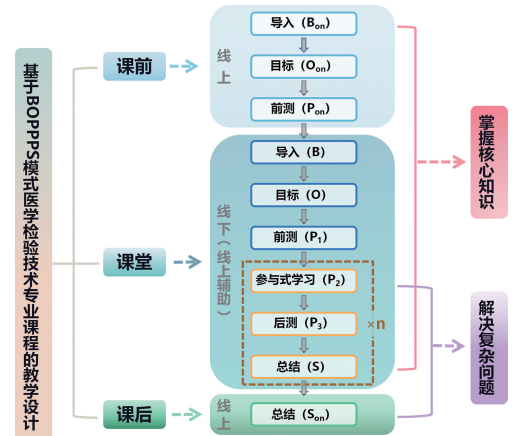 基于BOPPPS模式医学检验技术专业课程的教学设计
课前
线上
导入（Bon）
目标（Oon）
前测（Pon）
课堂
线下（线上辅助）
导入（B）
目标（O）
前测（P1）
参与式学习（P2）
后测（P3）
总结（S）
×n
课后
线上
总结（Son）
掌握核心知识
解决复杂问题